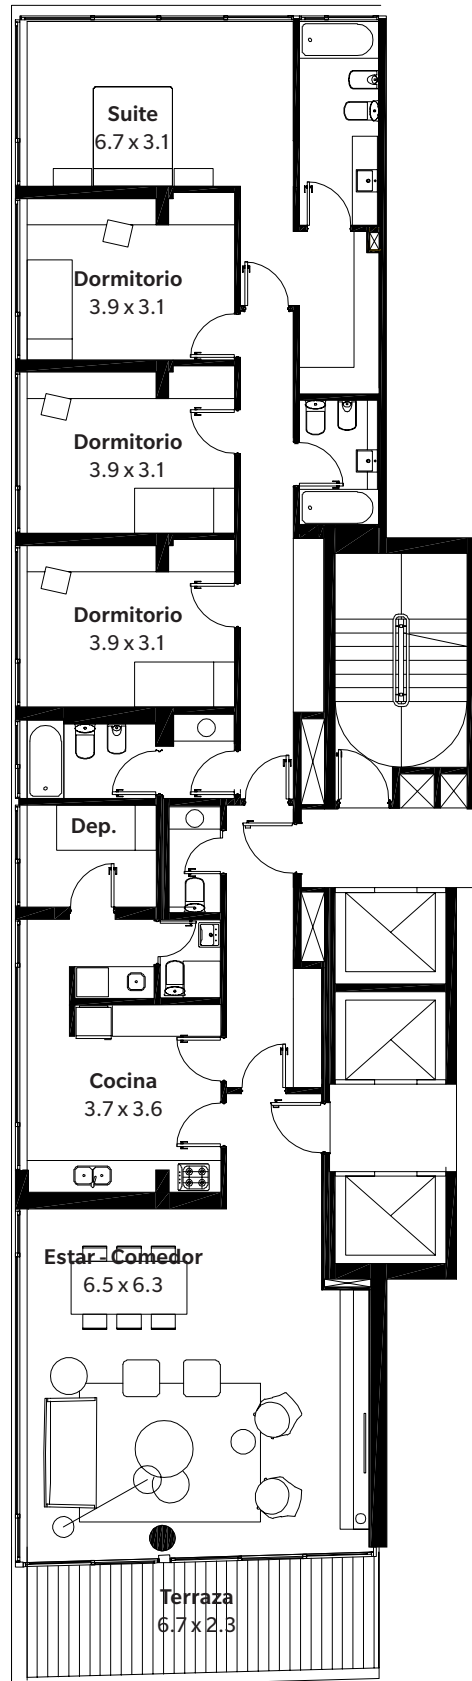 Suite
6.7 x 3.1
Dormitorio
3.9 x 3.1
Dormitorio
3.9 x 3.1
Dormitorio
3.9 x 3.1
Dep.
Cocina
3.7 x 3.6
Estar - Comedor
6.5 x 6.3
Terraza
6.7 x 2.3